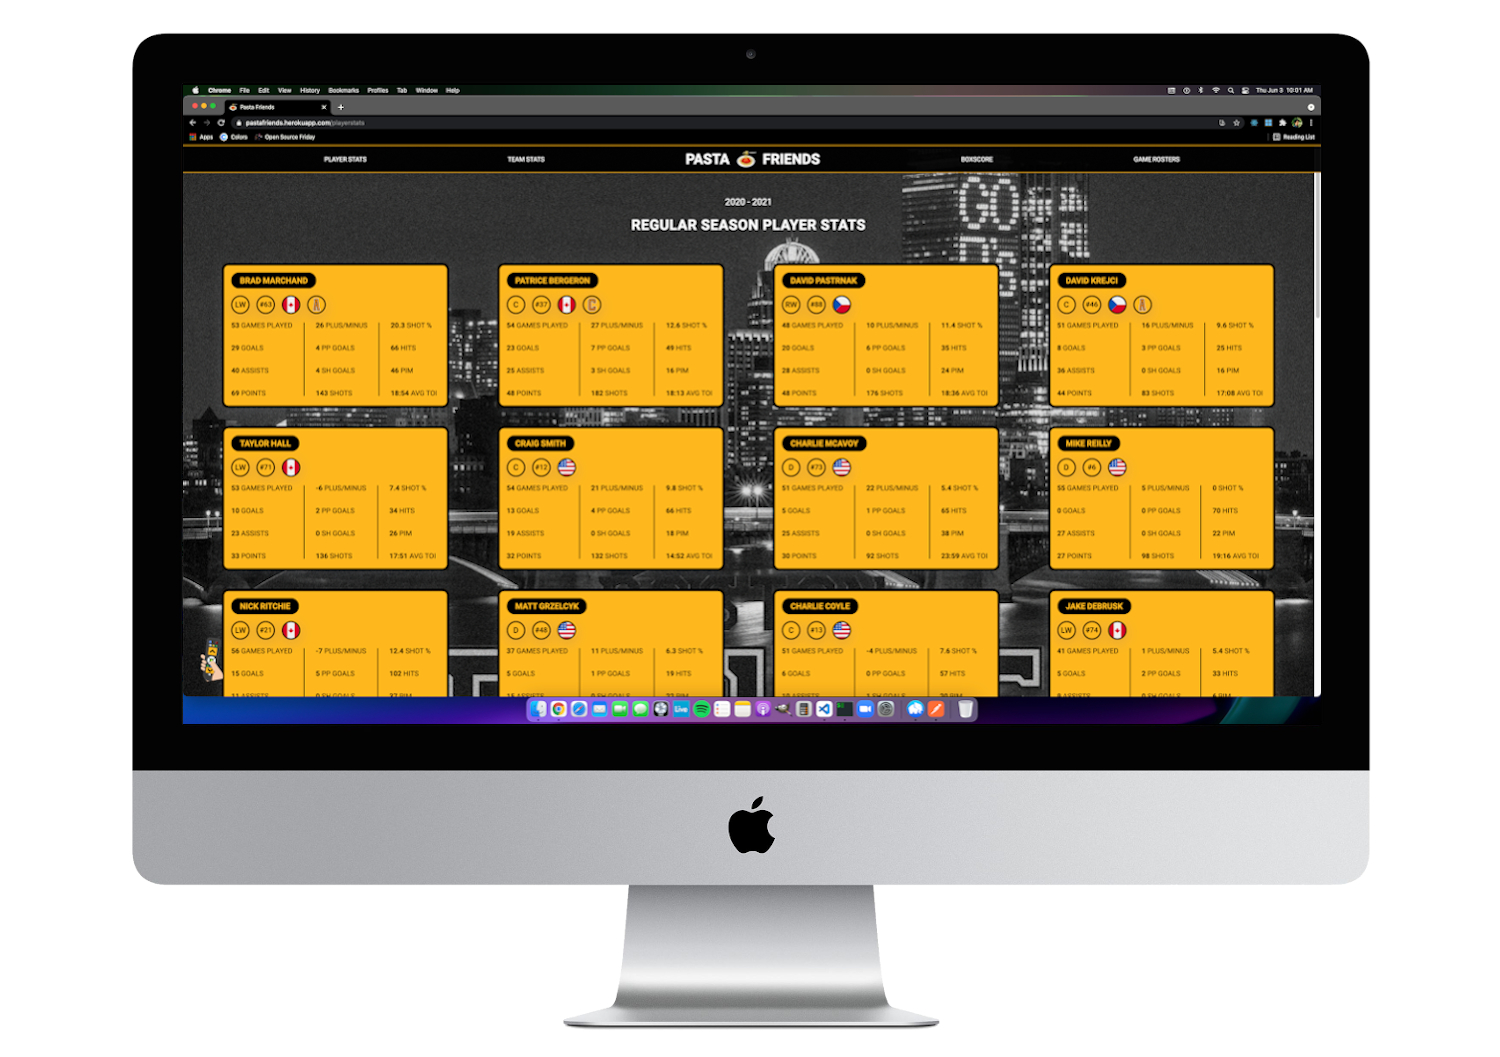 Chrome File Edit View History Bookmarks Profiles Tab Window Help Thu Jun 3 10:01 AM
Pasta Friends
pastafriends.herokuapp.com/playerstats
Apps Colors Open Source Friday Reading List
PLAYER STATS TEAM STATS PASTA FRIENDS BOXSCORE GAME ROSTERS
GO
2020 - 2021
REGULAR SEASON PLAYER STATS
BRAD MARCHAND PATRICE BERGERON DAVID PASTRNAK DAVID KREJCI
LW #63 A C #37 C RW #88 C #46 A
53 GAMES PLAYED 26 PLUS/MINUS 20.3 SHOT % 54 GAMES PLAYED 27 PLUS/MINUS 12.6 SHOT % 48 GAMES PLAYED 10 PLUS/MINUS 11.4 SHOT % 51 GAMES PLAYED 16 PLUS/MINUS 9.6 SHOT %
29 GOALS 4 PP GOALS 66 HITS 23 GOALS 7 PP GOALS 49 HITS 20 GOALS 6 PP GOALS 35 HITS 8 GOALS 3 PP GOALS 25 HITS
40 ASSISTS 4 SH GOALS 46 PIM 25 ASSISTS 3 SH GOALS 16 PIM 28 ASSISTS 0 SH GOALS 24 PIM 36 ASSISTS 0 SH GOALS 16 PIM
69 POINTS 143 SHOTS 18:54 AVG TOI 48 POINTS 182 SHOTS 18:13 AVG TOI 48 POINTS 176 SHOTS 18:36 AVG TOI 44 POINTS 83 SHOTS 17:08 AVG TOI
TAYLOR HALL CRAIG SMITH CHARLIE MCAVOY MIKE REILLY
LW #71 C #12 D #73 D #6
53 GAMES PLAYED -6 PLUS/MINUS 7.4 SHOT % 54 GAMES PLAYED 21 PLUS/MINUS 9.8 SHOT % 51 GAMES PLAYED 22 PLUS/MINUS 5.4 SHOT % 55 GAMES PLAYED 5 PLUS/MINUS 0 SHOT %
10 GOALS 2 PP GOALS 34 HITS 13 GOALS 4 PP GOALS 66 HITS 5 GOALS 1 PP GOALS 65 HITS 0 GOALS 0 PP GOALS 70 HITS
23 ASSISTS 0 SH GOALS 26 PIM 19 ASSISTS 0 SH GOALS 18 PIM 25 ASSISTS 0 SH GOALS 38 PIM 27 ASSISTS 0 SH GOALS 22 PIM
33 POINTS 136 SHOTS 17:51 AVG TOI 32 POINTS 132 SHOTS 14:52 AVG TOI 30 POINTS 92 SHOTS 23:59 AVG TOI 27 POINTS 98 SHOTS 19:16 AVG TOI
NICK RITCHIE MATT GRZELCYK CHARLIE COYLE JAKE DEBRUSK
LW #21 D #48 C #13 LW #74
56 GAMES PLAYED -7 PLUS/MINUS 12.4 SHOT % 37 GAMES PLAYED 11 PLUS/MINUS 6.3 SHOT % 51 GAMES PLAYED -4 PLUS/MINUS 7.6 SHOT % 41 GAMES PLAYED 1 PLUS/MINUS 5.4 SHOT %
15 GOALS 5 PP GOALS 102 HITS 5 GOALS 1 PP GOALS 19 HITS 6 GOALS 0 PP GOALS 57 HITS 5 GOALS 2 PP GOALS 33 HITS
Live